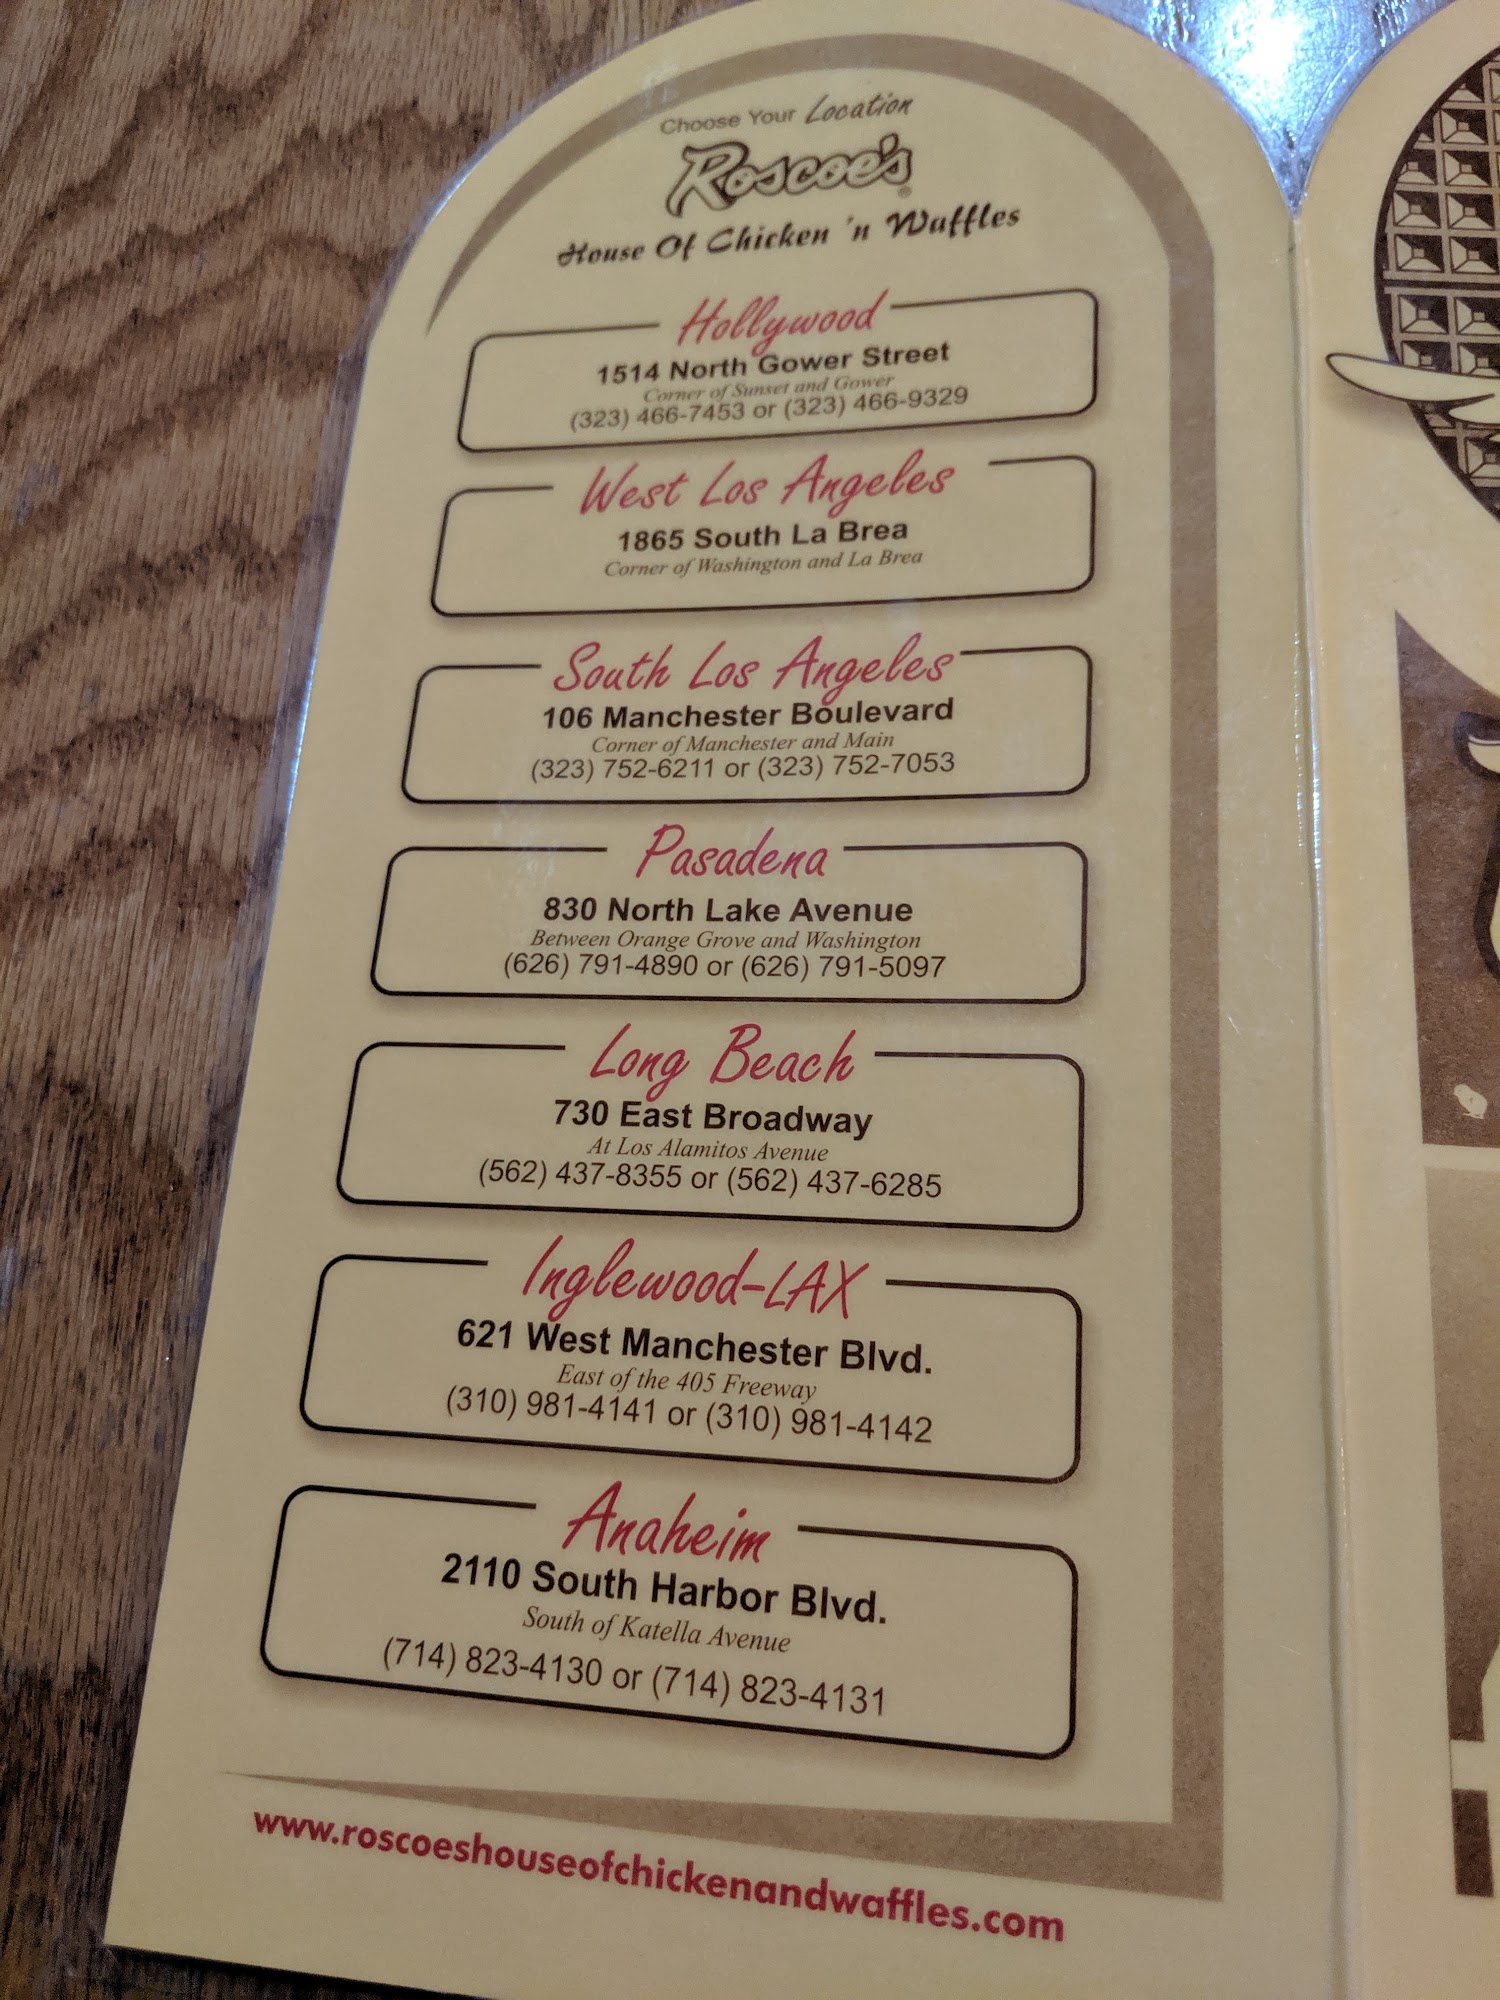 Choose Your Location
Roscoe's®
House Of Chicken 'n Waffles
Hollywood
1514 North Gower Street
Corner of Sunset and Gower
(323) 466-7453 or (323) 466-9329
West Los Angeles
1865 South La Brea
Corner of Washington and La Brea
South Los Angeles
106 Manchester Boulevard
Corner of Manchester and Main
(323) 752-6211 or (323) 752-7053
Pasadena
830 North Lake Avenue
Between Orange Grove and Washington
(626) 791-4890 or (626) 791-5097
Long Beach
730 East Broadway
At Los Alamitos Avenue
(562) 437-8355 or (562) 437-6285
Inglewood-LAX
621 West Manchester Blvd.
East of the 405 Freeway
(310) 981-4141 or (310) 981-4142
Anaheim
2110 South Harbor Blvd.
South of Katella Avenue
(714) 823-4130 or (714) 823-4131
www.roscoeshouseofchickenandwaffles.com